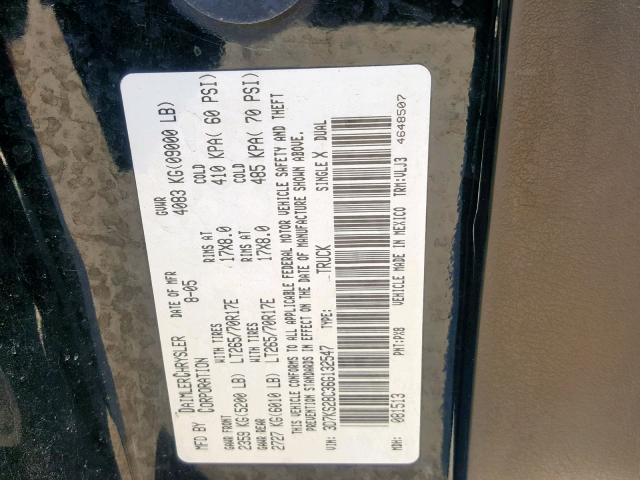 MFD BY DAIMLERCHRYSLER CORPORATION DATE OF MFR 8-05 GVWR 4083 KG(09000 LB)
GAWR FRONT WITH TIRES RIMS AT COLD
2359 KG(5200 LB) LT265/70R17E 17X8.0 410 KPA( 60 PSI)
GAWR REAR WITH TIRES RIMS AT COLD
2727 KG(6010 LB) LT265/70R17E 17X8.0 485 KPA( 70 PSI)
THIS VEHICLE CONFORMS TO ALL APPLICABLE FEDERAL MOTOR VEHICLE SAFETY AND THEFT
PREVENTION STANDARDS IN EFFECT ON THE DATE OF MANUFACTURE SHOWN ABOVE.
VIN: 3D7KS28C366132547 TYPE: TRUCK SINGLE X DUAL
MDH: 081513 PNT:PX8 VEHICLE MADE IN MEXICO TRM:VLJ3 4648507